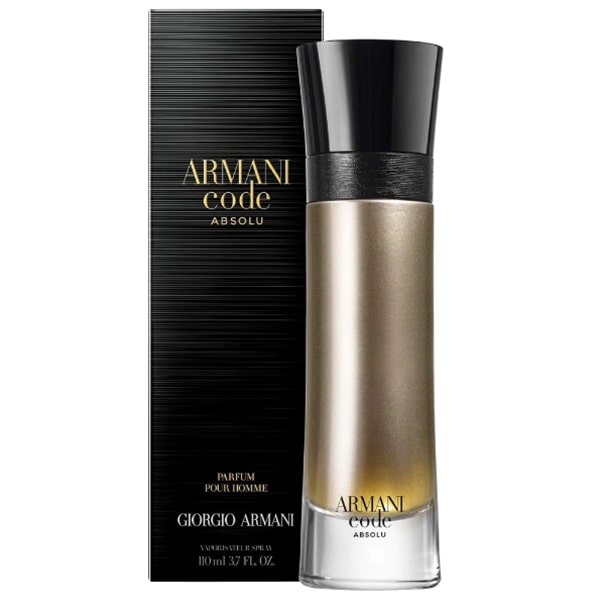 ARMANI
code
ABSOLU
PARFUM
POUR HOMME
GIORGIO ARMANI
VAPORISATEUR SPRAY
110 ml 3.7 FL. OZ.
ARMANI
code
ABSOLU